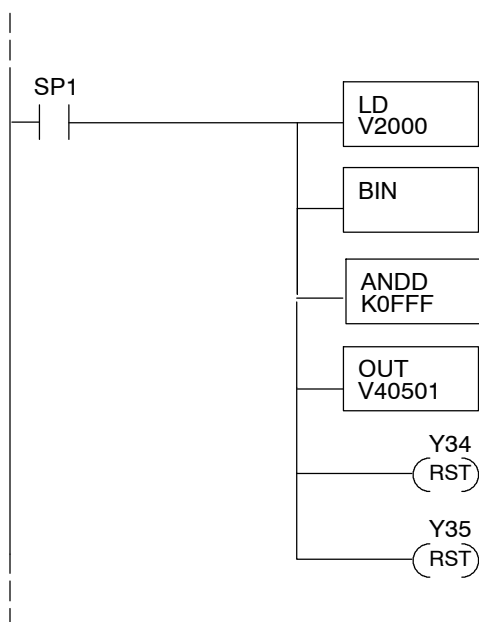 SP1
LD
V2000
BIN
ANDD
K0FFF
OUT
V40501
Y34
RST
Y35
RST